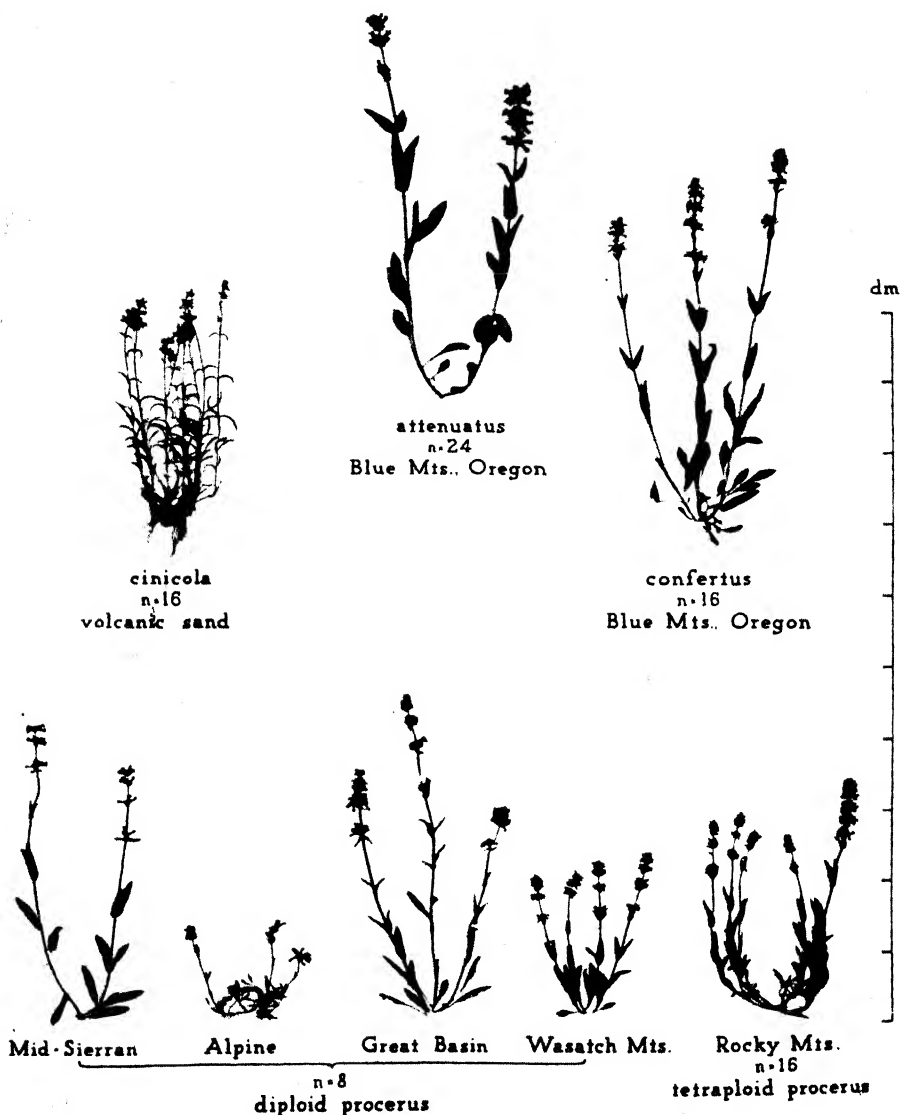 dm
attenuatus
n=24
Blue Mts., Oregon
cinicola
n=16
volcanic sand
confertus
n=16
Blue Mts., Oregon
Mid-Sierran
Alpine
Great Basin
Wasatch Mts.
Rocky Mts.
n=16
tetraploid procerus
n=8
diploid procerus